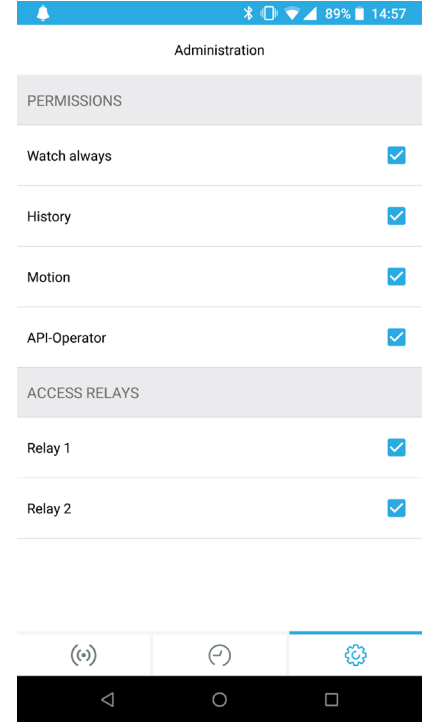 89% 14:57
Administration
PERMISSIONS
Watch always
History
Motion
API-Operator
ACCESS RELAYS
Relay 1
Relay 2